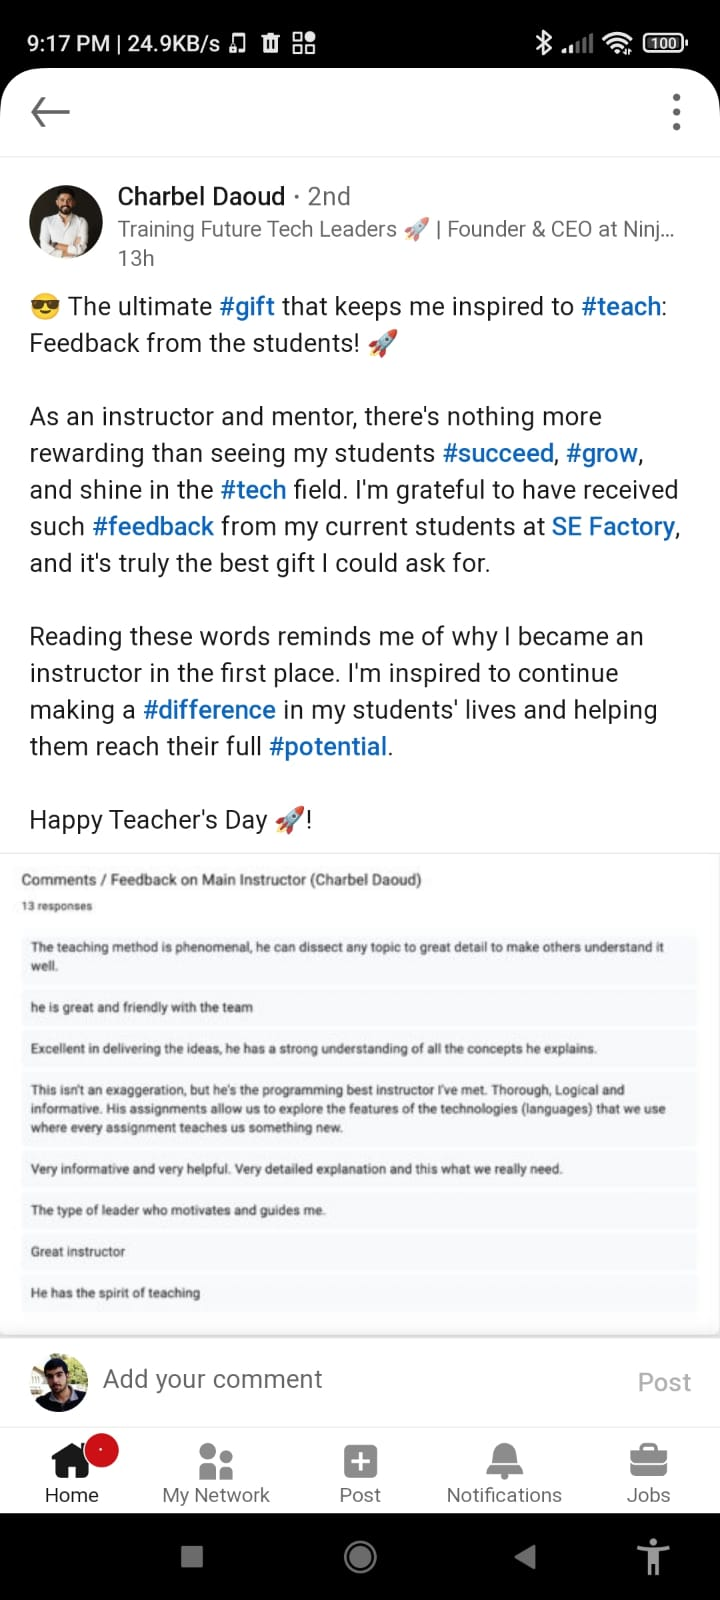 9:17 PM | 24.9KB/s
100
Charbel Daoud · 2nd
Training Future Tech Leaders 🚀 | Founder & CEO at Ninj...
13h
😎 The ultimate #gift that keeps me inspired to #teach:
Feedback from the students! 🚀
As an instructor and mentor, there's nothing more
rewarding than seeing my students #succeed, #grow,
and shine in the #tech field. I'm grateful to have received
such #feedback from my current students at SE Factory,
and it's truly the best gift I could ask for.
Reading these words reminds me of why I became an
instructor in the first place. I'm inspired to continue
making a #difference in my students' lives and helping
them reach their full #potential.
Happy Teacher's Day 🚀!
Comments / Feedback on Main Instructor (Charbel Daoud)
13 responses
The teaching method is phenomenal, he can dissect any topic to great detail to make others understand it
well.
he is great and friendly with the team
Excellent in delivering the ideas, he has a strong understanding of all the concepts he explains.
This isn't an exaggeration, but he's the programming best instructor I've met. Thorough, Logical and
informative. His assignments allow us to explore the features of the technologies (languages) that we use
where every assignment teaches us something new.
Very informative and very helpful. Very detailed explanation and this what we really need.
The type of leader who motivates and guides me.
Great instructor
He has the spirit of teaching
Add your comment
Post
Home
My Network
Post
Notifications
Jobs